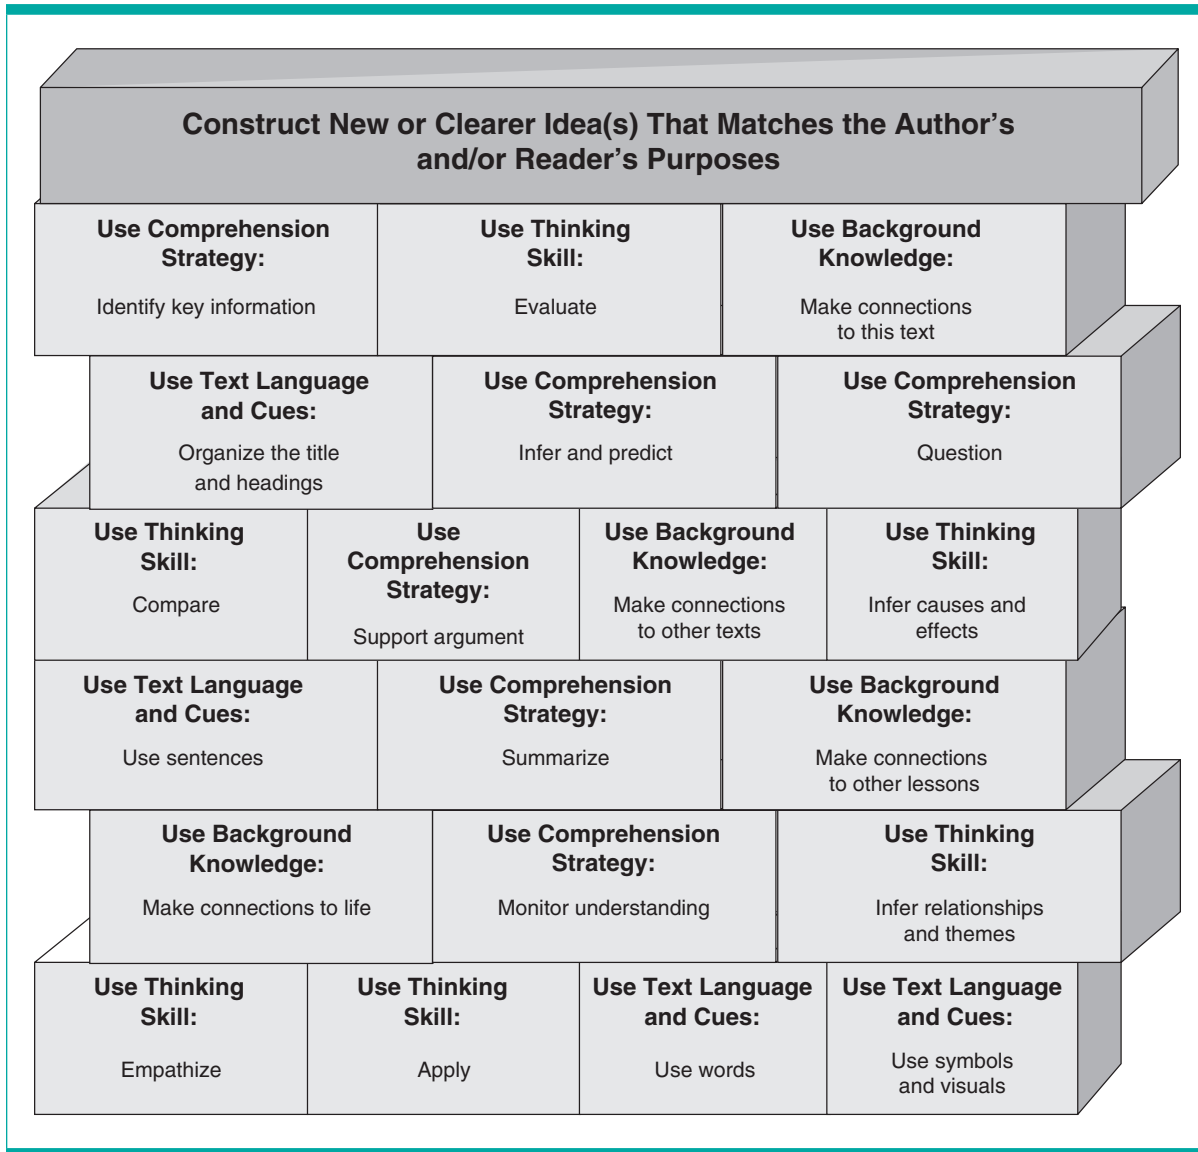 Construct New or Clearer Idea(s) That Matches the Author's
and/or Reader's Purposes
Use Comprehension
Strategy:
Identify key information
Use Thinking
Skill:
Evaluate
Use Background
Knowledge:
Make connections
to this text
Use Text Language
and Cues:
Organize the title
and headings
Use Comprehension
Strategy:
Infer and predict
Use Comprehension
Strategy:
Question
Use Thinking
Skill:
Compare
Use
Comprehension
Strategy:
Support argument
Use Background
Knowledge:
Make connections
to other texts
Use Thinking
Skill:
Infer causes and
effects
Use Text Language
and Cues:
Use sentences
Use Comprehension
Strategy:
Summarize
Use Background
Knowledge:
Make connections
to other lessons
Use Background
Knowledge:
Make connections to life
Use Comprehension
Strategy:
Monitor understanding
Use Thinking
Skill:
Infer relationships
and themes
Use Thinking
Skill:
Empathize
Use Thinking
Skill:
Apply
Use Text Language
and Cues:
Use words
Use Text Language
and Cues:
Use symbols
and visuals